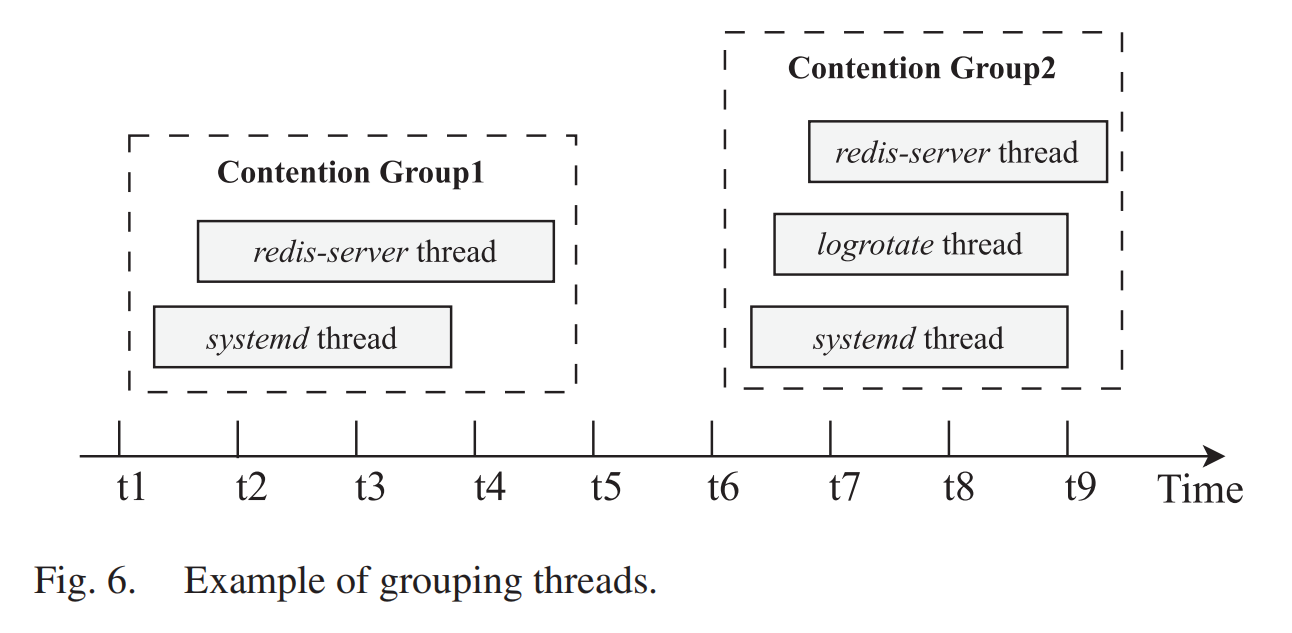 Contention Group1
redis-server thread
systemd thread
Contention Group2
redis-server thread
logrotate thread
systemd thread
t1 t2 t3 t4 t5 t6 t7 t8 t9 Time
Fig. 6. Example of grouping threads.